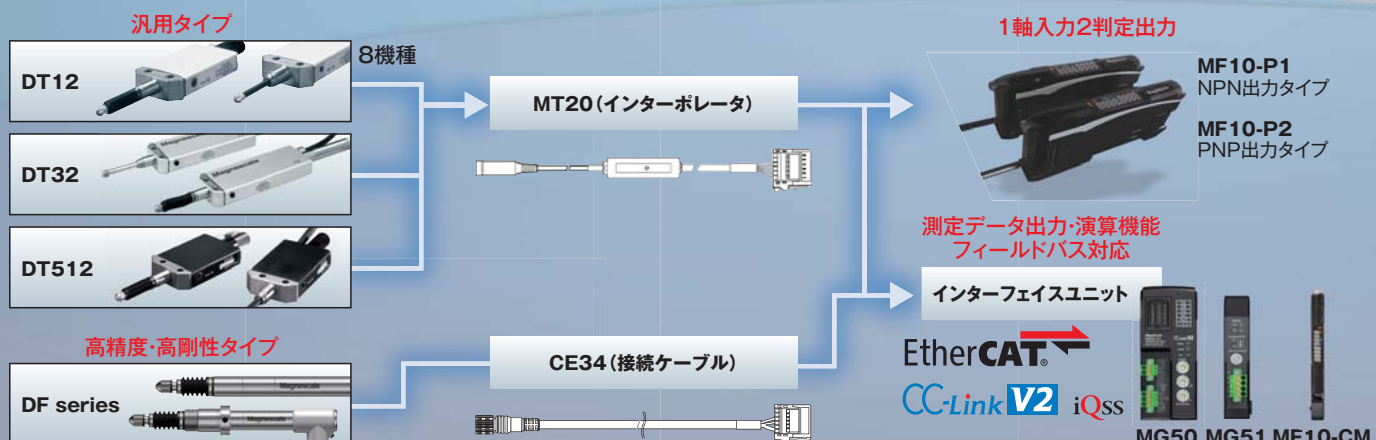 汎用タイプ
DT12
8機種
DT32
DT512
高精度・高剛性タイプ
DF series
MT20(インターポレータ)
CE34(接続ケーブル)
1軸入力2判定出力
MF10-P1
NPN出力タイプ
MF10-P2
PNP出力タイプ
測定データ出力・演算機能
フィールドバス対応
インターフェイスユニット
EtherCAT®
CC-Link V2 iQss
MG50 MG51 MF10-CM
Magnescale
Magnescale
Magnescale